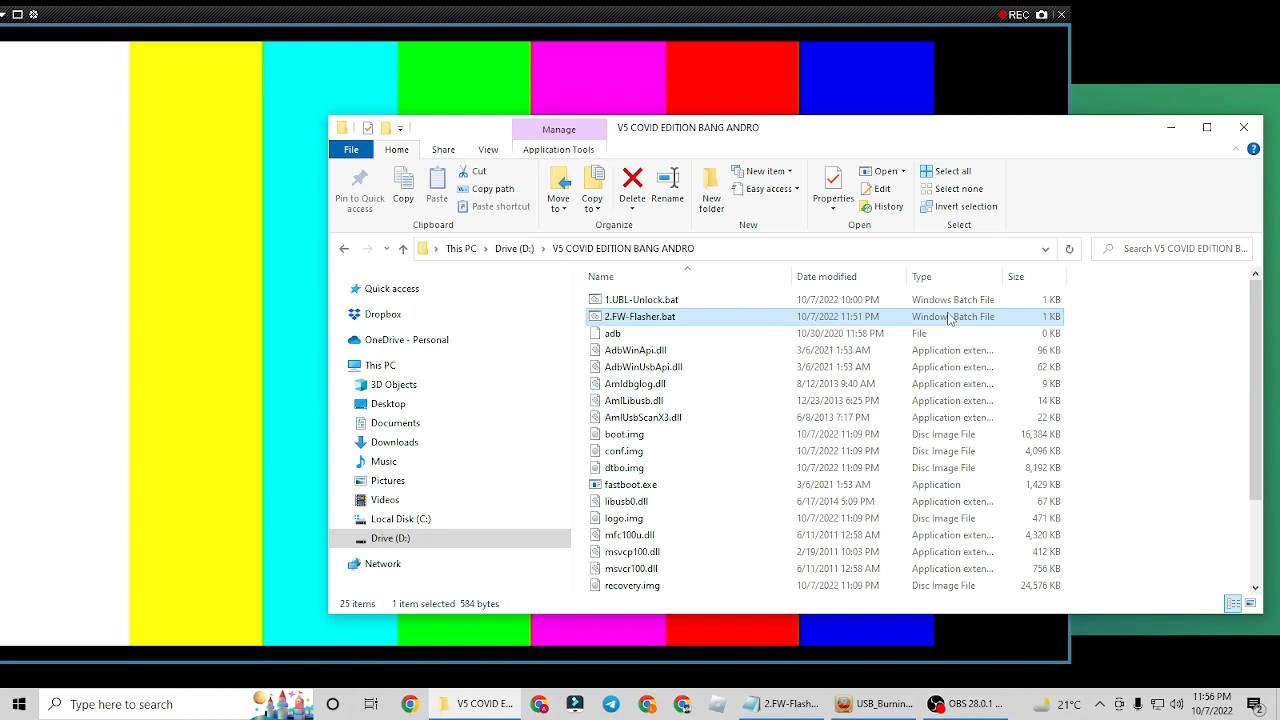 REC
Manage
V5 COVID EDITION BANG ANDRO
File
Home
Share
View
Application Tools
Pin to Quick access
Copy
Paste
Cut
Copy path
Paste shortcut
Clipboard
Move to
Copy to
Delete
Rename
Organize
New folder
New item
Easy access
New
Properties
Open
Edit
History
Open
Select all
Select none
Invert selection
Select
This PC
Drive (D:)
V5 COVID EDITION BANG ANDRO
Search V5 COVID EDITION B...
Quick access
Dropbox
OneDrive - Personal
This PC
3D Objects
Desktop
Documents
Downloads
Music
Pictures
Videos
Local Disk (C:)
Drive (D:)
Network
Name Date modified Type Size
1.UBL-Unlock.bat 10/7/2022 10:00 PM Windows Batch File 1 KB
2.FW-Flasher.bat 10/7/2022 11:51 PM Windows Batch File 1 KB
adb 10/30/2020 11:58 PM File 0 KB
AdbWinApi.dll 3/6/2021 1:53 AM Application exten... 96 KB
AdbWinUsbApi.dll 3/6/2021 1:53 AM Application exten... 62 KB
Amldbglog.dll 8/12/2013 9:40 AM Application exten... 9 KB
AmlLibusb.dll 12/23/2013 6:25 PM Application exten... 14 KB
AmlUsbScanX3.dll 6/8/2013 7:17 PM Application exten... 22 KB
boot.img 10/7/2022 11:09 PM Disc Image File 16,384 KB
conf.img 10/7/2022 11:09 PM Disc Image File 4,096 KB
dtbo.img 10/7/2022 11:09 PM Disc Image File 8,192 KB
fastboot.exe 3/6/2021 1:53 AM Application 1,429 KB
libusb0.dll 6/17/2014 5:09 PM Application exten... 67 KB
logo.img 10/7/2022 11:09 PM Disc Image File 471 KB
mfc100u.dll 6/11/2011 12:58 AM Application exten... 4,320 KB
msvcp100.dll 2/19/2011 10:03 PM Application exten... 412 KB
msvcr100.dll 6/11/2011 12:58 AM Application exten... 756 KB
recovery.img 10/7/2022 11:09 PM Disc Image File 24,576 KB
25 items 1 item selected 584 bytes
Type here to search
V5 COVID E...
2.FW-Flash...
USB_Burnin...
OBS 28.0.1 ...
21°C
11:56 PM
10/7/2022
2